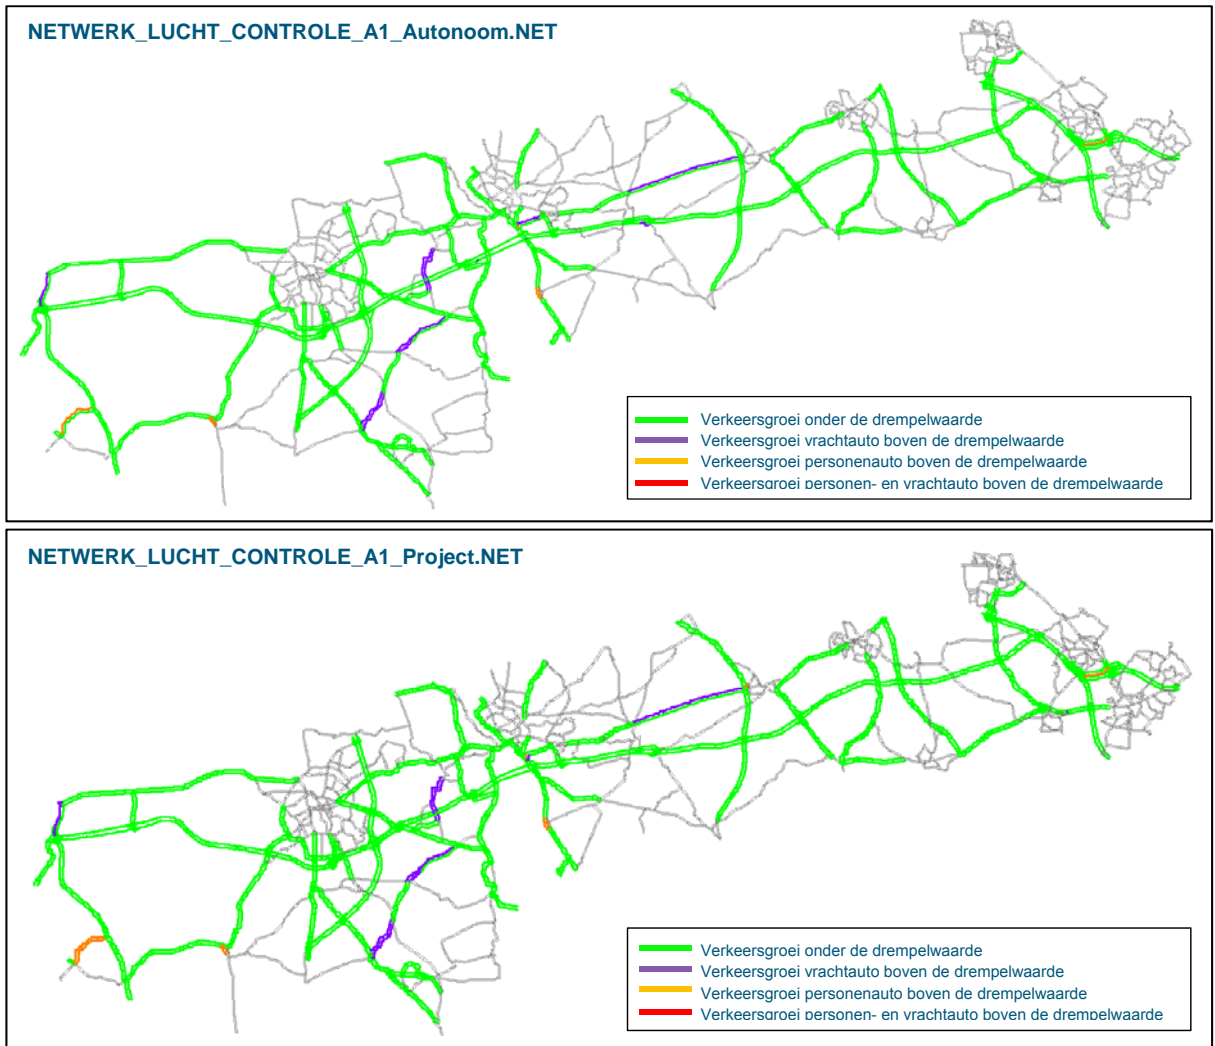 NETWERK_LUCHT_CONTROLE_A1_Autonoom.NET
Verkeersgroei onder de drempelwaarde
Verkeersgroei vrachtauto boven de drempelwaarde
Verkeersgroei personenauto boven de drempelwaarde
Verkeersgroei personen- en vrachtauto boven de drempelwaarde
NETWERK_LUCHT_CONTROLE_A1_Project.NET
Verkeersgroei onder de drempelwaarde
Verkeersgroei vrachtauto boven de drempelwaarde
Verkeersgroei personenauto boven de drempelwaarde
Verkeersgroei personen- en vrachtauto boven de drempelwaarde